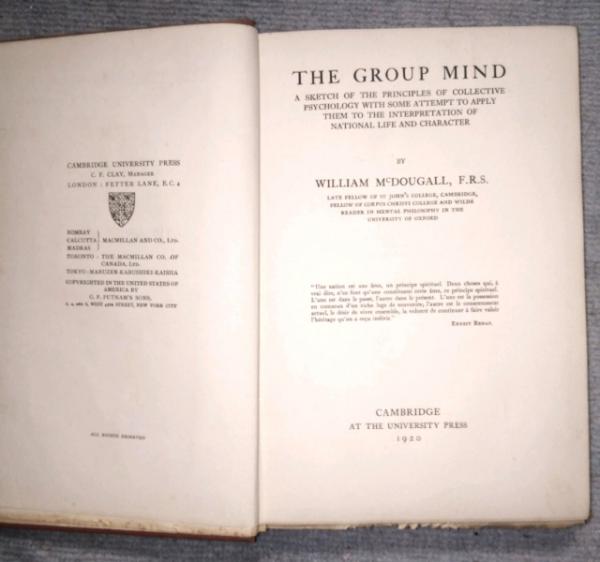 CAMBRIDGE UNIVERSITY PRESS
C. F. CLAY, MANAGER
LONDON : FETTER LANE, E.C. 4
BOMBAY
CALCUTTA
MADRAS
MACMILLAN AND CO., LTD.
TORONTO : THE MACMILLAN CO. OF
CANADA, LTD.
TOKYO : MARUZEN-KABUSHIKI-KAISHA
COPYRIGHTED IN THE UNITED STATES OF
AMERICA BY
G. P. PUTNAM'S SONS,
2, 4 AND 6, WEST 45TH STREET, NEW YORK CITY
ALL RIGHTS RESERVED
THE GROUP MIND
A SKETCH OF THE PRINCIPLES OF COLLECTIVE
PSYCHOLOGY WITH SOME ATTEMPT TO APPLY
THEM TO THE INTERPRETATION OF
NATIONAL LIFE AND CHARACTER
BY
WILLIAM McDOUGALL, F.R.S.
LATE FELLOW OF ST JOHN'S COLLEGE, CAMBRIDGE,
FELLOW OF CORPUS CHRISTI COLLEGE AND WILDE
READER IN MENTAL PHILOSOPHY IN THE
UNIVERSITY OF OXFORD
"Une nation est une âme, un principe spirituel. Deux choses qui, à
vrai dire, n'en font qu'une constituent cette âme, ce principe spirituel.
L'une est dans le passé, l'autre dans le présent. L'une est la possession
en commun d'un riche legs de souvenirs; l'autre est le consentement
actuel, le désir de vivre ensemble, la volonté de continuer à faire valoir
l'héritage qu'on a reçu indivis."
ERNEST RENAN.
CAMBRIDGE
AT THE UNIVERSITY PRESS
1920